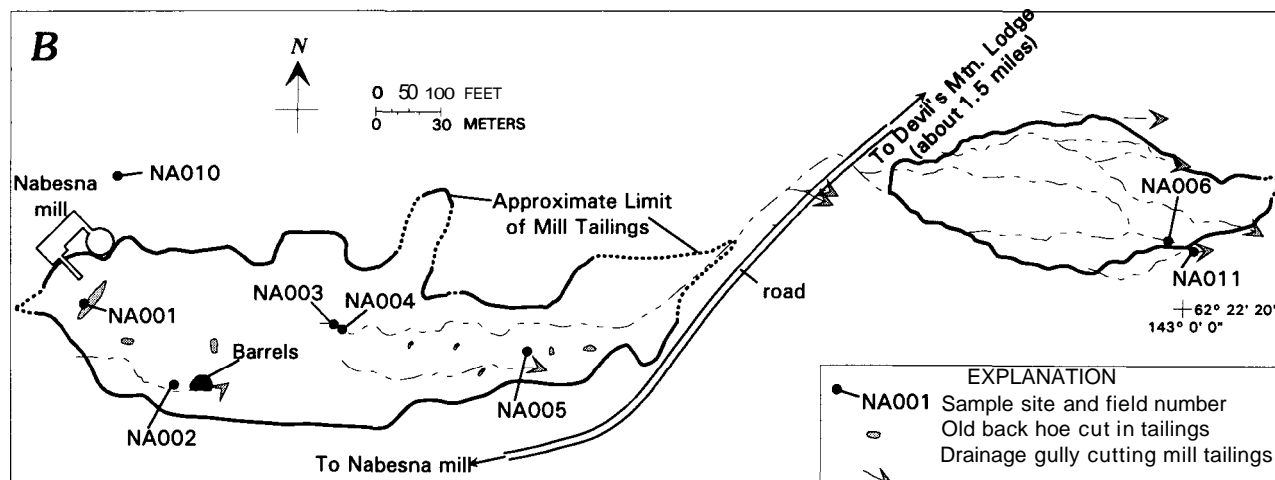 B
N
0 50 100 FEET
0 30 METERS
To Devil's Mtn. Lodge
(about 1.5 miles)
NA010
Nabesna
mill
Approximate Limit
of Mill Tailings
NA006
NA011
NA003
NA004
road
NA001
62° 22' 20"
143° 0' 0"
Barrels
NA005
NA002
To Nabesna mill
EXPLANATION
NA001 Sample site and field number
Old back hoe cut in tailings
Drainage gully cutting mill tailings